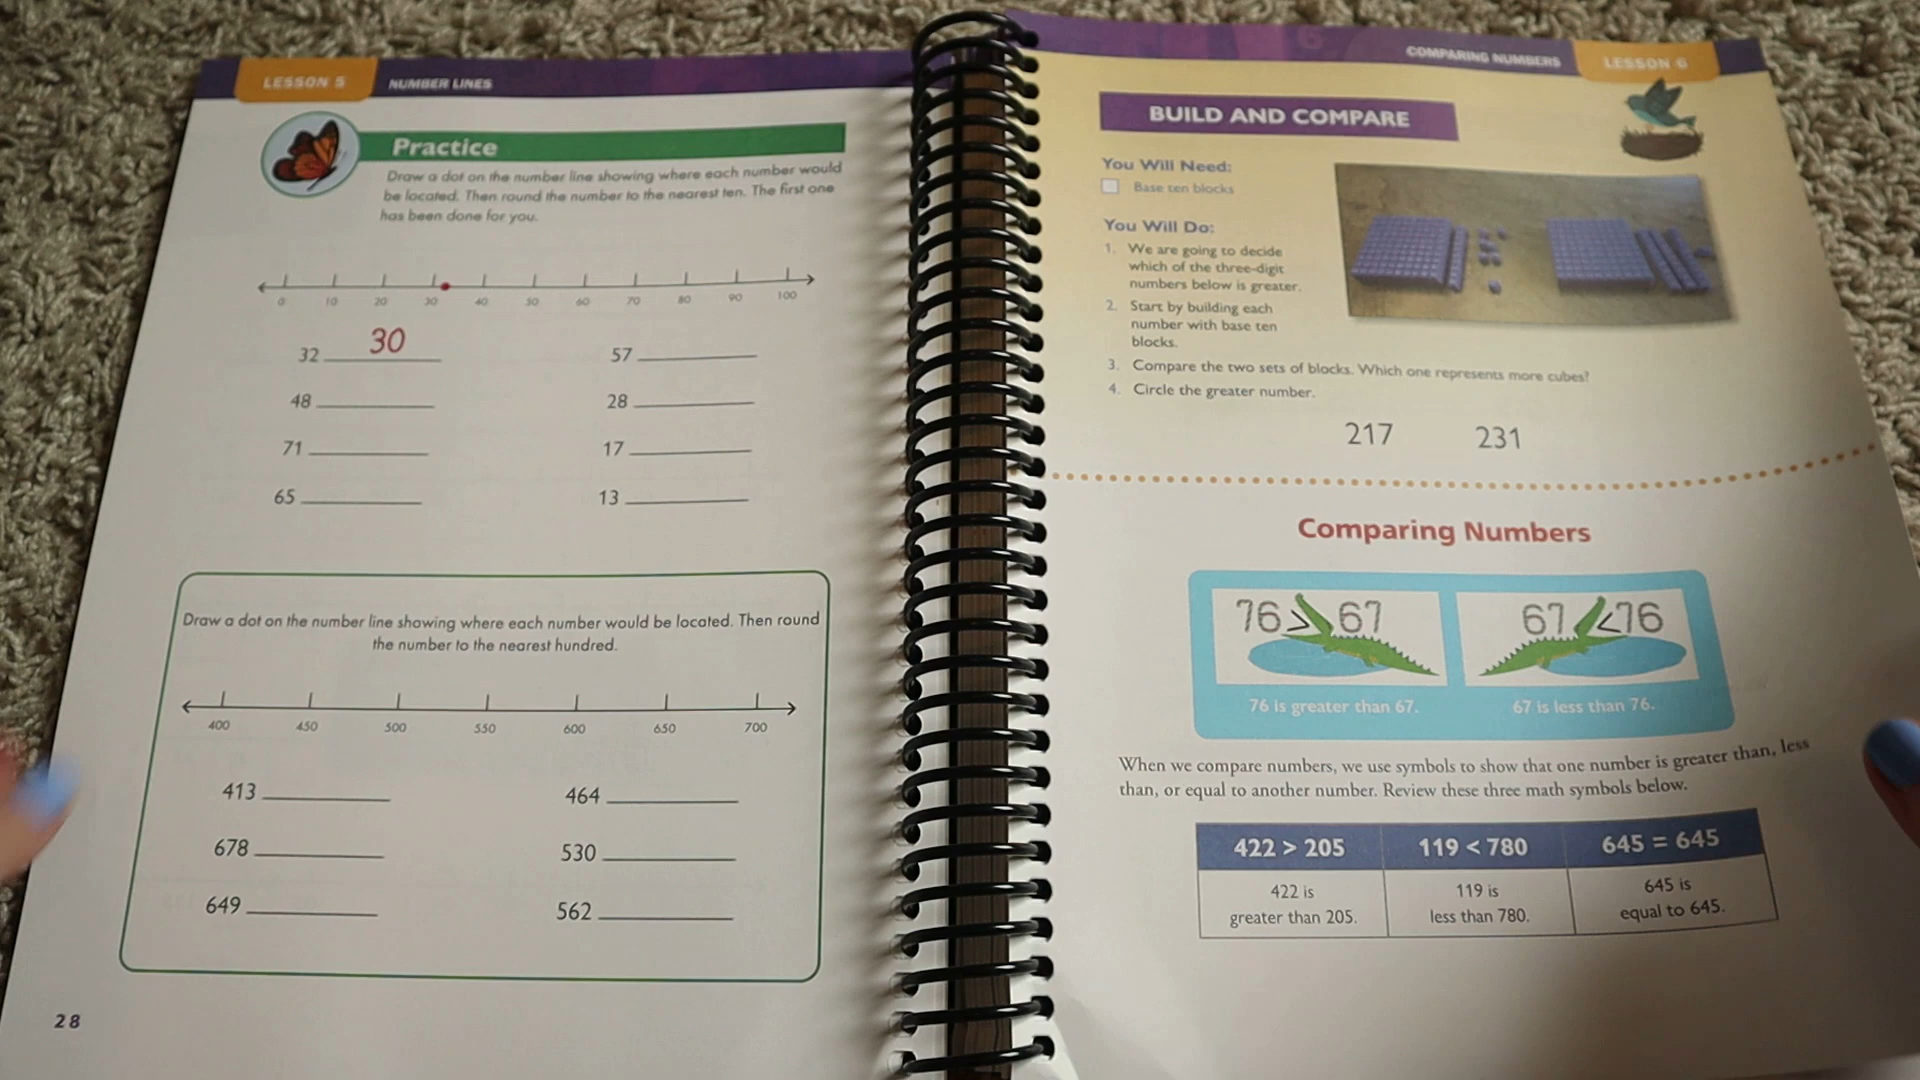 LESSON 5 NUMBER LINES
Practice
Draw a dot on the number line showing where each number would
be located. Then round the number to the nearest ten. The first one
has been done for you.
0 10 20 30 40 50 60 70 80 90 100
32 30 57
48 28
71 17
65 13
Draw a dot on the number line showing where each number would be located. Then round
the number to the nearest hundred.
400 450 500 550 600 650 700
413 464
678 530
649 562
28
COMPARING NUMBERS LESSON 6
BUILD AND COMPARE
You Will Need:
Base ten blocks
You Will Do:
1. We are going to decide
which of the three-digit
numbers below is greater.
2. Start by building each
number with base ten
blocks.
3. Compare the two sets of blocks. Which one represents more cubes?
4. Circle the greater number.
217 231
Comparing Numbers
76 > 67 67 < 76
76 is greater than 67. 67 is less than 76.
When we compare numbers, we use symbols to show that one number is greater than, less
than, or equal to another number. Review these three math symbols below.
422 > 205 119 < 780 645 = 645
422 is 119 is 645 is
greater than 205. less than 780. equal to 645.